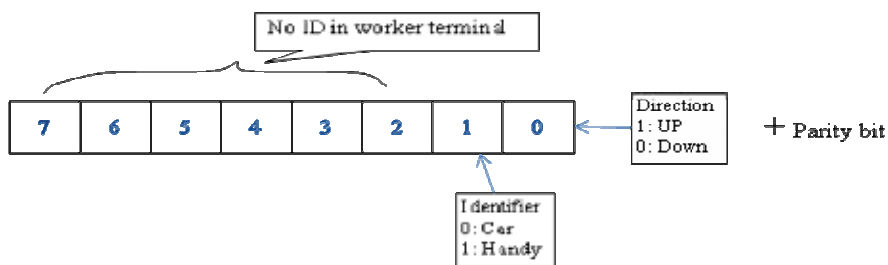 No ID in worker terminal
7 6 5 4 3 2 1 0
Direction
1: UP
0: Down
+ Parity bit
Identifier
0: Car
1: Handy